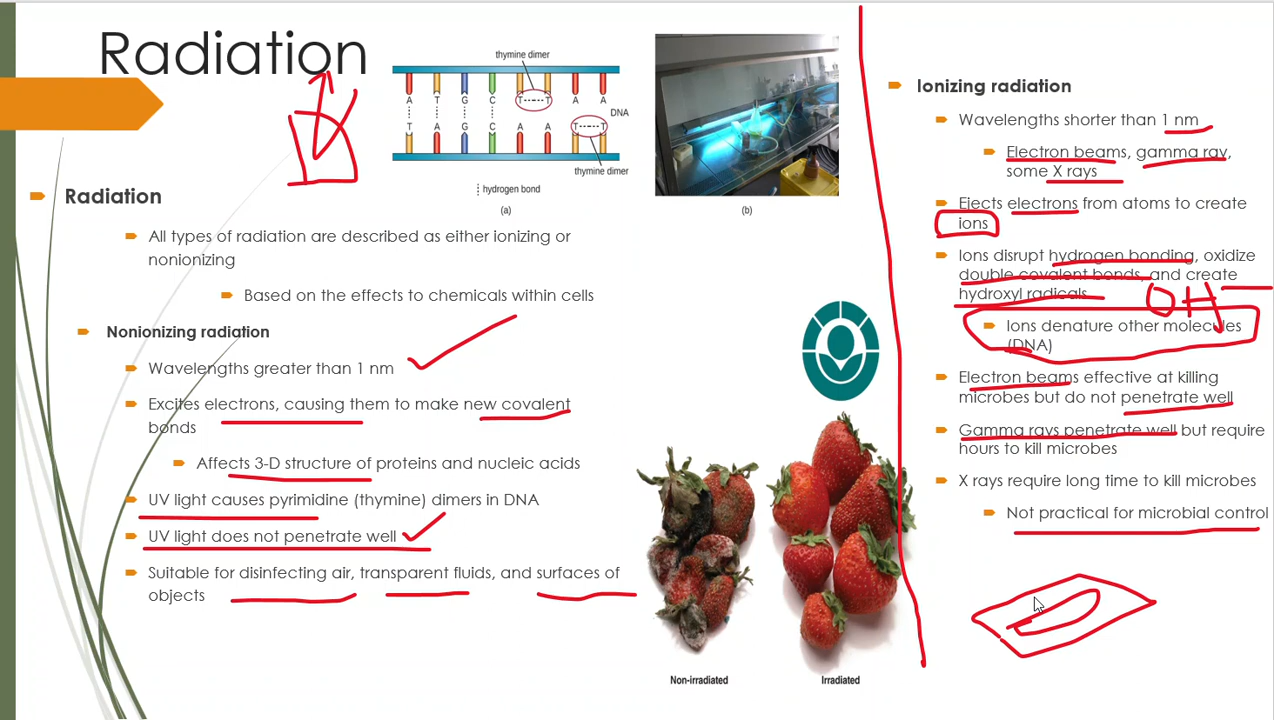 Radiation
thymine dimer
A T G C T T A A
DNA
T A G C A A T T
thymine dimer
hydrogen bond
(a)
(b)
Radiation
All types of radiation are described as either ionizing or
nonionizing
Based on the effects to chemicals within cells
Nonionizing radiation
Wavelengths greater than 1 nm
Excites electrons, causing them to make new covalent
bonds
Affects 3-D structure of proteins and nucleic acids
UV light causes pyrimidine (thymine) dimers in DNA
UV light does not penetrate well
Suitable for disinfecting air, transparent fluids, and surfaces of
objects
Non-irradiated
Irradiated
Ionizing radiation
Wavelengths shorter than 1 nm
Electron beams, gamma ray,
some X rays
Ejects electrons from atoms to create
ions
Ions disrupt hydrogen bonding, oxidize
double covalent bonds, and create
hydroxyl radicals
OH
Ions denature other molecules
(DNA)
Electron beams effective at killing
microbes but do not penetrate well
Gamma rays penetrate well but require
hours to kill microbes
X rays require long time to kill microbes
Not practical for microbial control